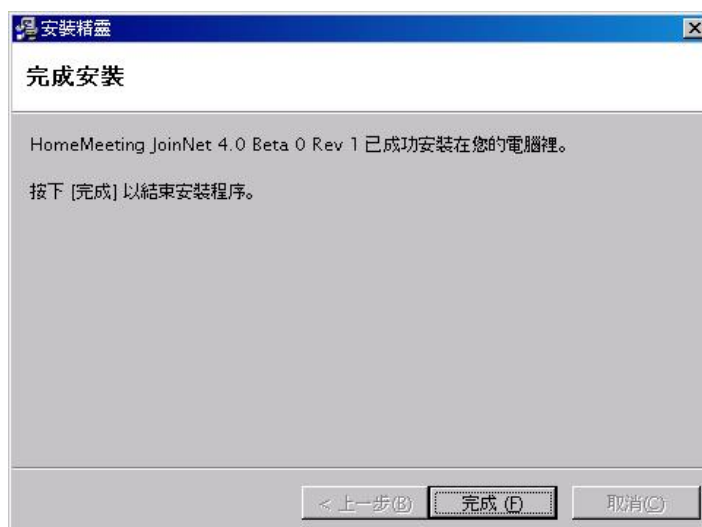 安裝精靈
完成安裝
HomeMeeting JoinNet 4.0 Beta 0 Rev 1 已成功安裝在您的電腦裡。
按下 [完成] 以結束安裝程序。
< 上一步(B) 完成 (F) 取消(C)